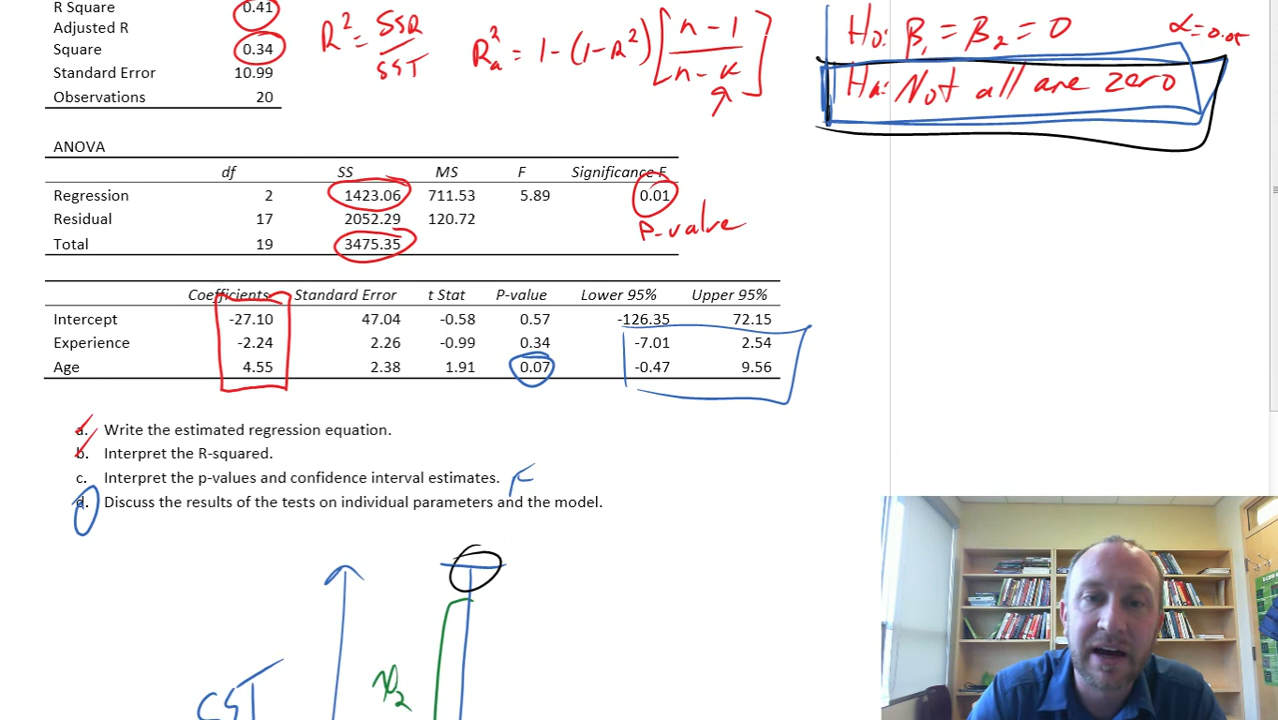 R Square 0.41
Adjusted R
Square 0.34
Standard Error 10.99
Observations 20
R² = SSR / SST
R²a = 1 - (1 - R²) [n - 1 / n - k]
H0: β1 = β2 = 0
α = 0.05
Ha: Not all are zero
ANOVA
df SS MS F Significance F
Regression 2 1423.06 711.53 5.89 0.01
Residual 17 2052.29 120.72
P-value
Total 19 3475.35
Coefficients Standard Error t Stat P-value Lower 95% Upper 95%
Intercept -27.10 47.04 -0.58 0.57 -126.35 72.15
Experience -2.24 2.26 -0.99 0.34 -7.01 2.54
Age 4.55 2.38 1.91 0.07 -0.47 9.56
a. Write the estimated regression equation.
b. Interpret the R-squared.
c. Interpret the p-values and confidence interval estimates.
d. Discuss the results of the tests on individual parameters and the model.
SST